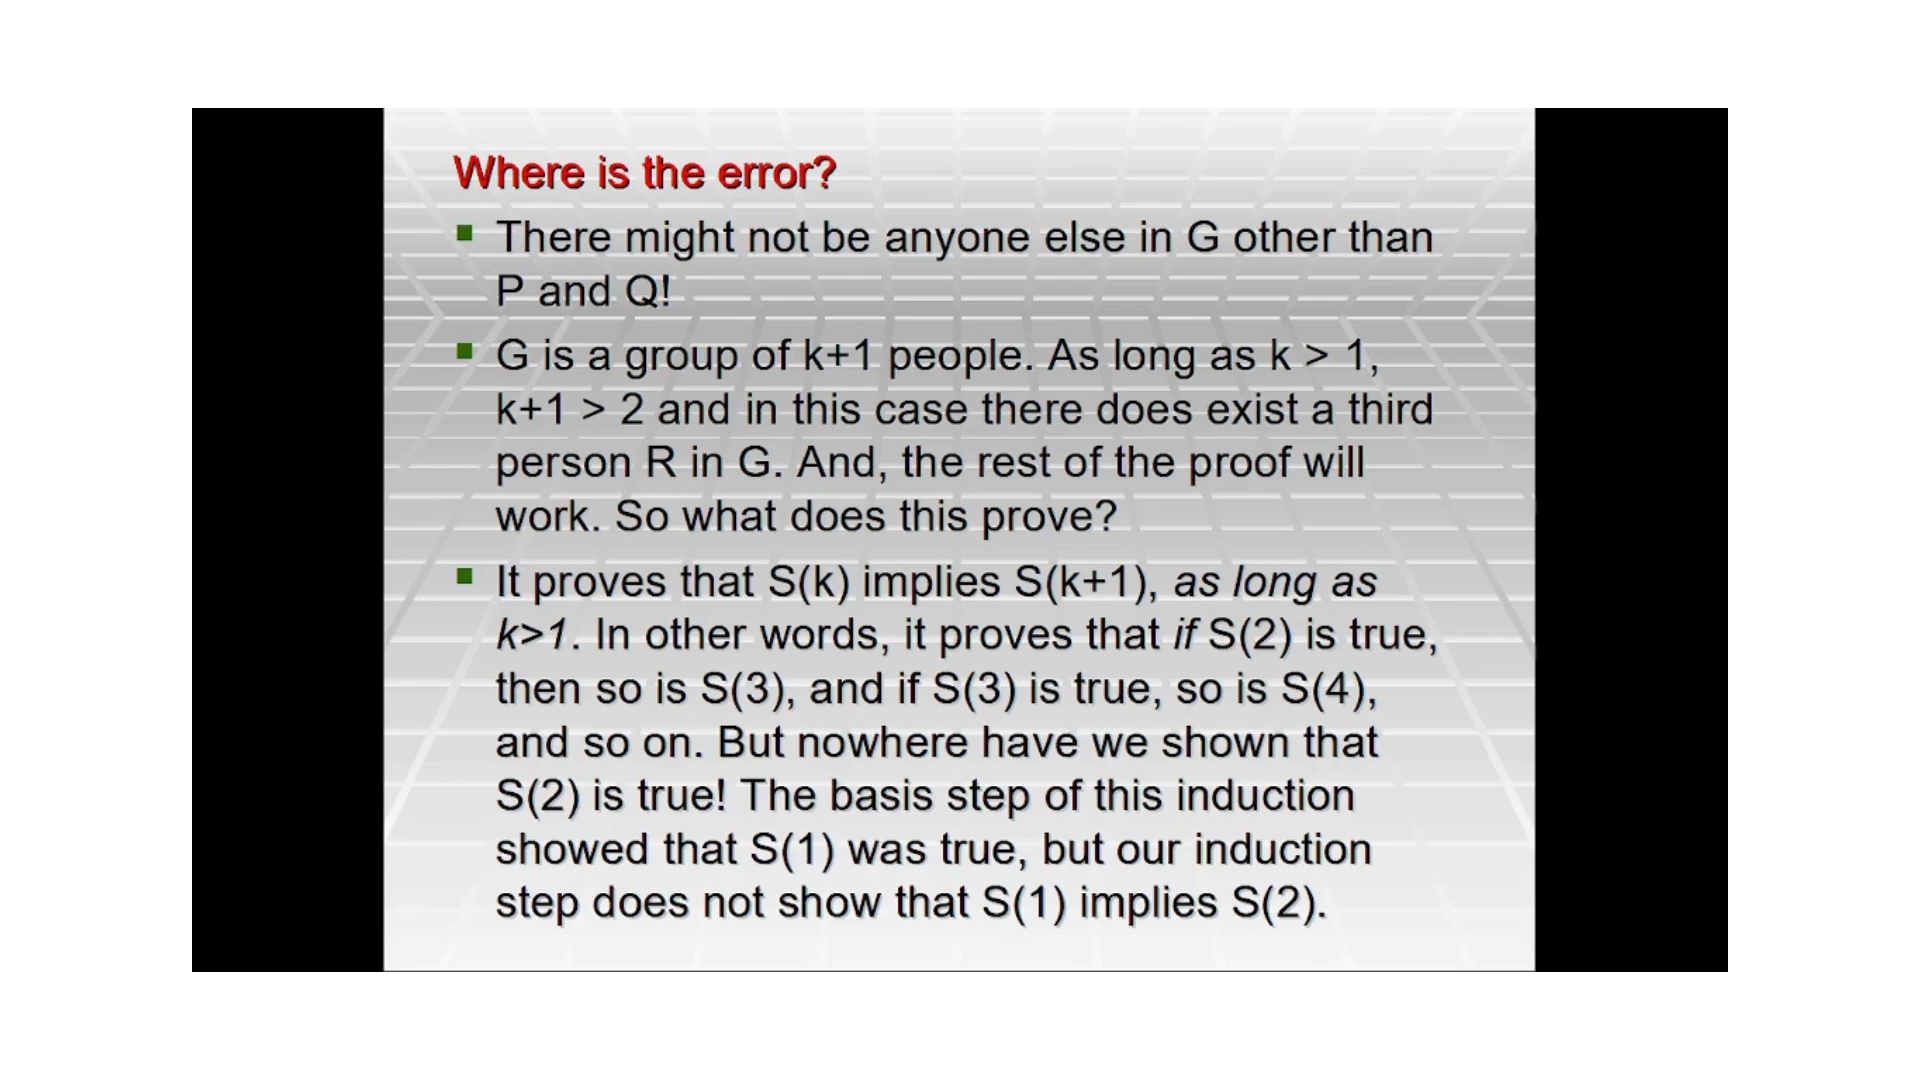 Where is the error?
There might not be anyone else in G other than
P and Q!
G is a group of k+1 people. As long as k > 1,
k+1 > 2 and in this case there does exist a third
person R in G. And, the rest of the proof will
work. So what does this prove?
It proves that S(k) implies S(k+1), as long as
k>1. In other words, it proves that if S(2) is true,
then so is S(3), and if S(3) is true, so is S(4),
and so on. But nowhere have we shown that
S(2) is true! The basis step of this induction
showed that S(1) was true, but our induction
step does not show that S(1) implies S(2).